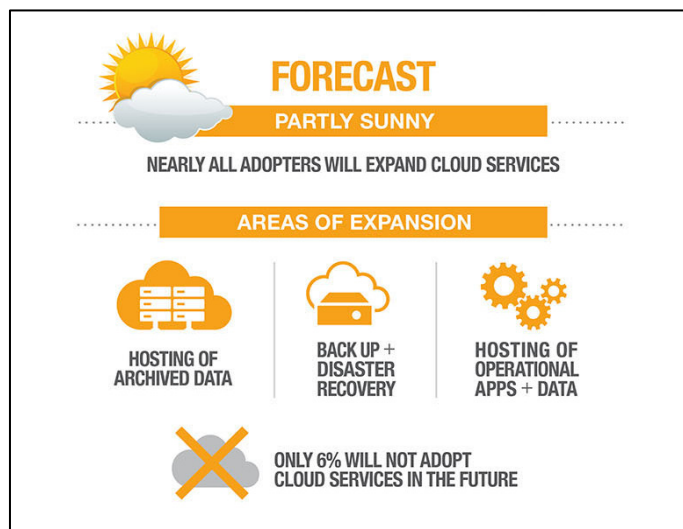 FORECAST
PARTLY SUNNY
NEARLY ALL ADOPTERS WILL EXPAND CLOUD SERVICES
AREAS OF EXPANSION
HOSTING OF
ARCHIVED DATA
BACK UP +
DISASTER
RECOVERY
HOSTING OF
OPERATIONAL
APPS + DATA
ONLY 6% WILL NOT ADOPT
CLOUD SERVICES IN THE FUTURE